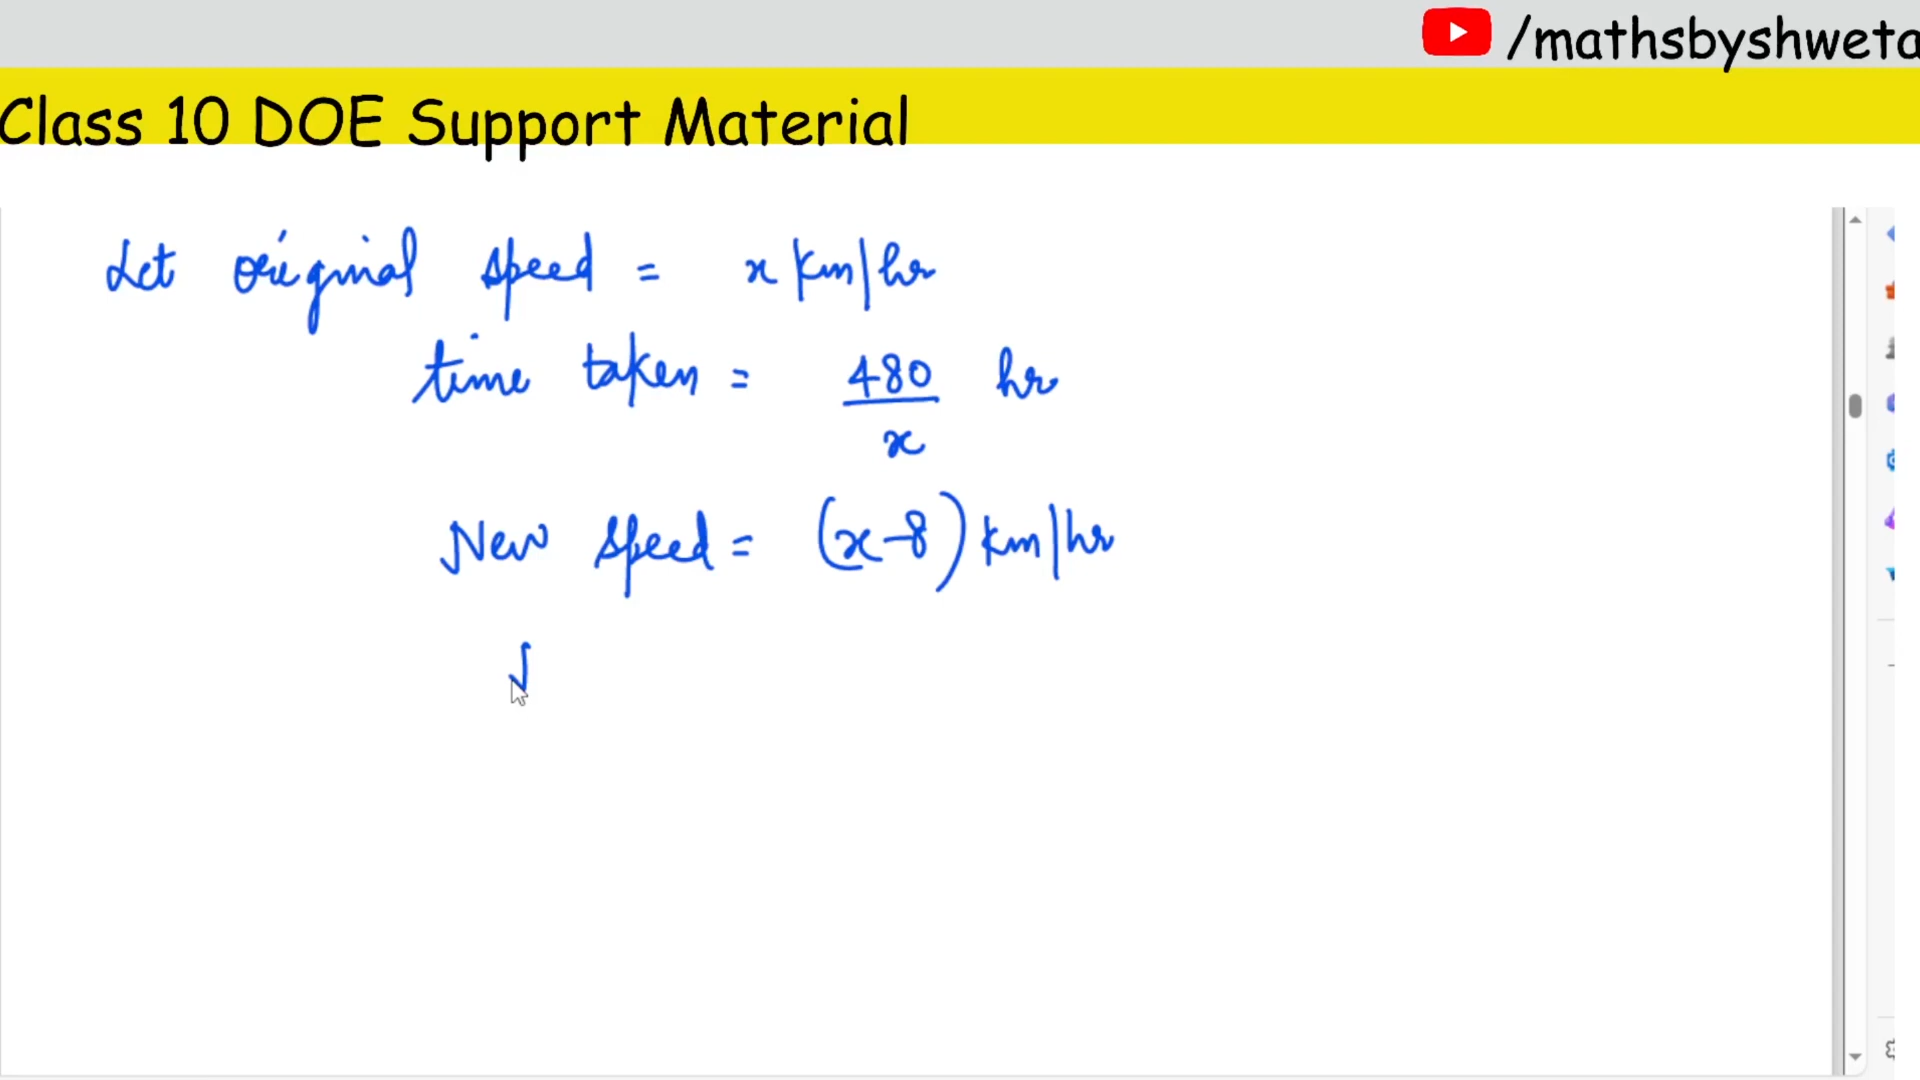 /mathsbyshweta
Class 10 DOE Support Material
Let original speed = x km/hr
time taken = 480/x hr
New speed = (x-8) km/hr
N